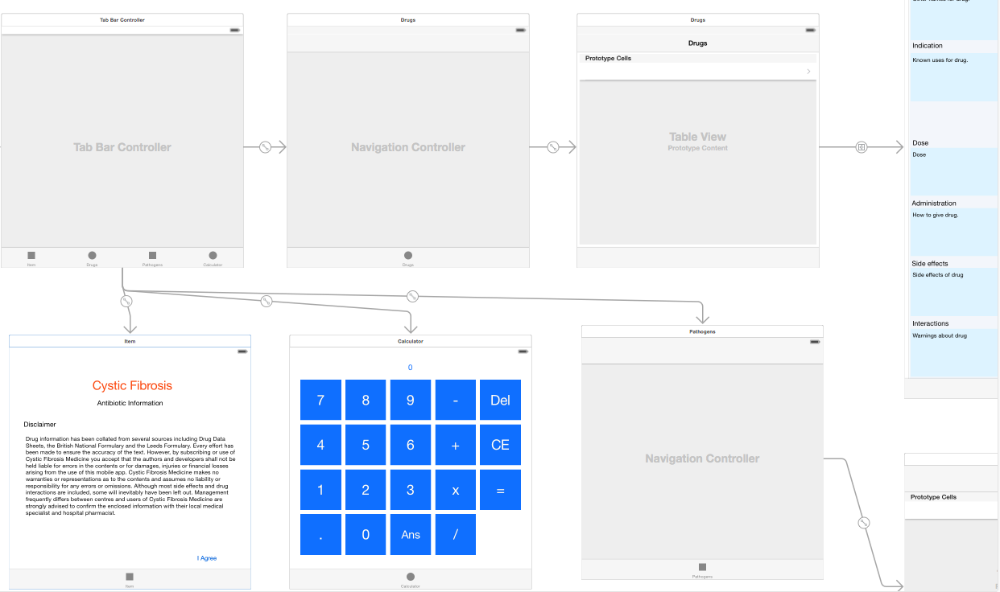 Tab Bar Controller
Tab Bar Controller
Item
Drugs
Pathogens
Calculator
Drugs
Navigation Controller
Drugs
Drugs
Drugs
Prototype Cells
Table View
Prototype Content
Indication
Known uses for drug.
Dose
Dose
Administration
How to give drug.
Side effects
Side effects of drug
Interactions
Warnings about drug
Item
Cystic Fibrosis
Antibiotic Information
Disclaimer
Drug information has been collated from several sources including Drug Data
Sheets, the British National Formulary and the Leeds Formulary. Every effort has
been made to ensure the accuracy of the text. However, by subscribing or use of
Cystic Fibrosis Medicine you accept that the authors and developers shall not be
held liable for errors in the contents or for damages, injuries or financial losses
arising from the use of this mobile app. Cystic Fibrosis Medicine makes no
warranties or representations as to the contents and assumes no liability or
responsibility for any errors or omissions. Although most side effects and drug
interactions are included, some will inevitably have been left out. Management
frequently differs between centres and users of Cystic Fibrosis Medicine are
strongly advised to confirm the enclosed information with their local medical
specialist and hospital pharmacist.
I Agree
Item
Calculator
0
7 8 9 - Del
4 5 6 + CE
1 2 3 x =
. 0 Ans /
Calculator
Pathogens
Navigation Controller
Pathogens
Prototype Cells